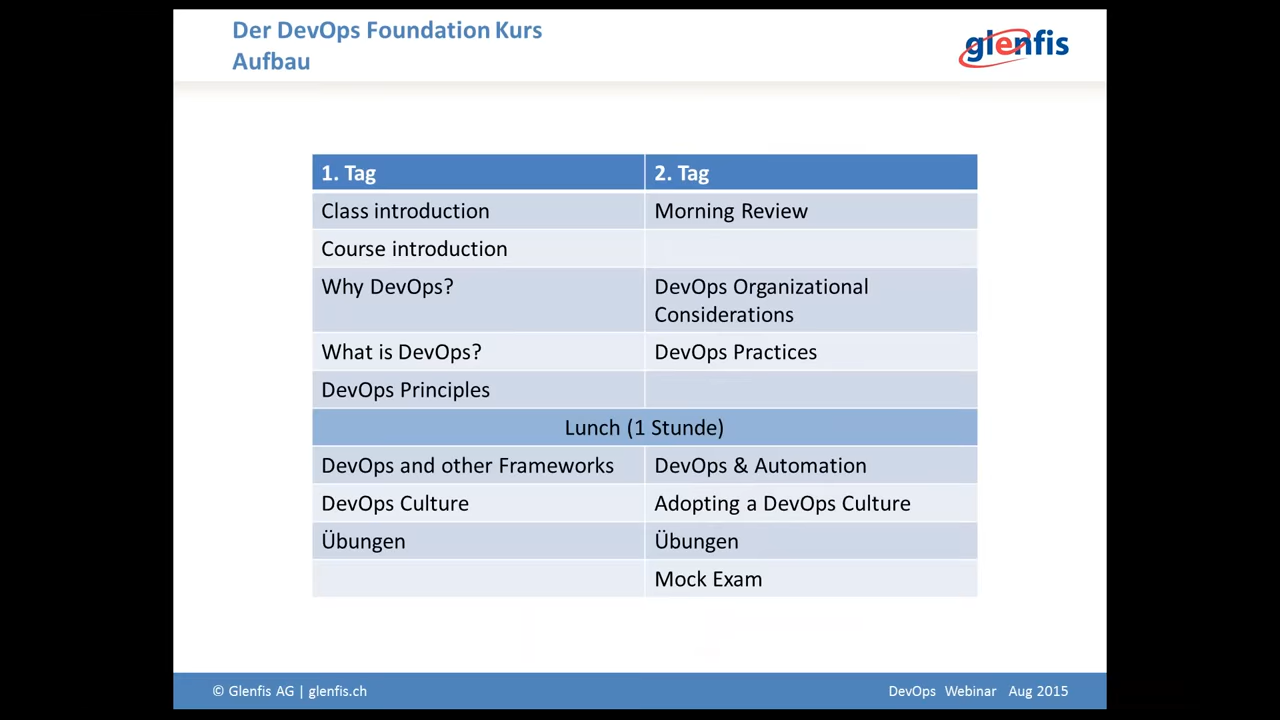 Der DevOps Foundation Kurs
Aufbau
glenfis
1. Tag
2. Tag
Class introduction
Morning Review
Course introduction
Why DevOps?
DevOps Organizational
Considerations
What is DevOps?
DevOps Practices
DevOps Principles
Lunch (1 Stunde)
DevOps and other Frameworks
DevOps & Automation
DevOps Culture
Adopting a DevOps Culture
Übungen
Übungen
Mock Exam
© Glenfis AG | glenfis.ch
DevOps Webinar Aug 2015